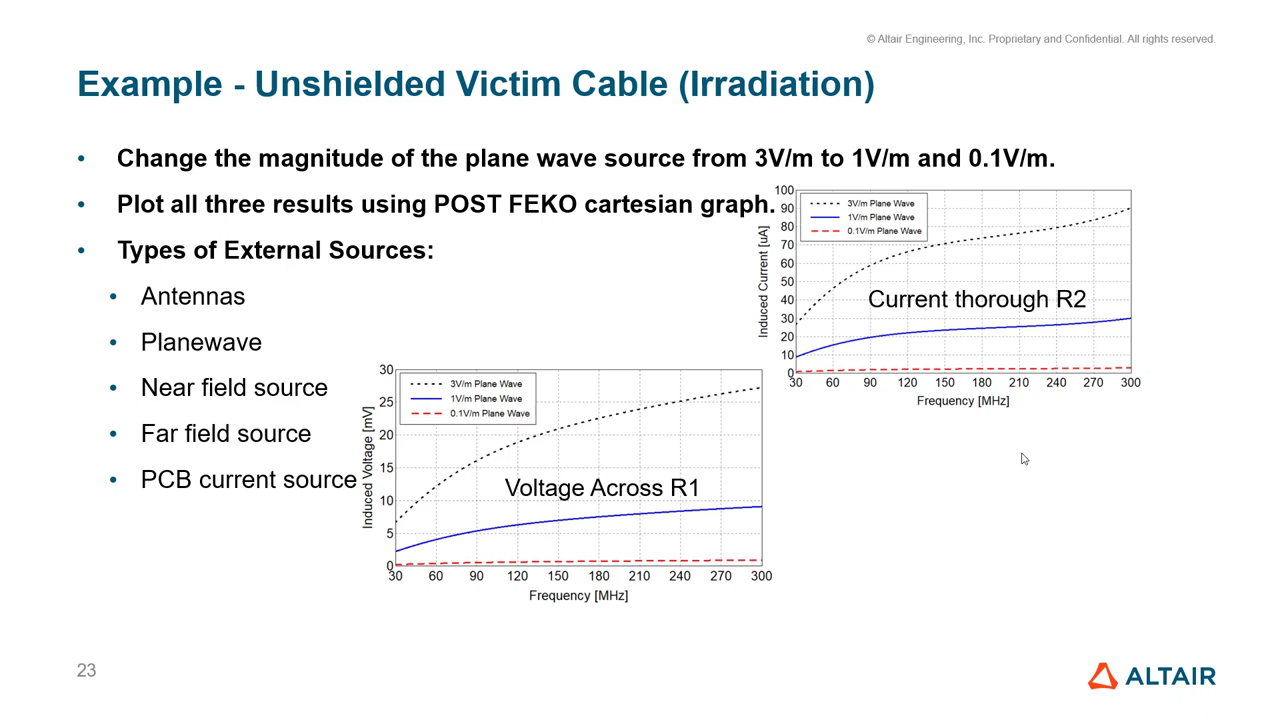 © Altair Engineering, Inc. Proprietary and Confidential. All rights reserved.
Example - Unshielded Victim Cable (Irradiation)
• Change the magnitude of the plane wave source from 3V/m to 1V/m and 0.1V/m.
• Plot all three results using POST FEKO cartesian graph.
• Types of External Sources:
• Antennas
• Planewave
• Near field source
• Far field source
• PCB current source
100
90
80
70
60
50
40
30
20
10
0
Induced Current [uA]
3V/m Plane Wave
1V/m Plane Wave
0.1V/m Plane Wave
Current thorough R2
30 60 90 120 150 180 210 240 270 300
Frequency [MHz]
30
25
20
15
10
5
0
Induced Voltage [mV]
3V/m Plane Wave
1V/m Plane Wave
0.1V/m Plane Wave
Voltage Across R1
30 60 90 120 150 180 210 240 270 300
Frequency [MHz]
23
ALTAIR